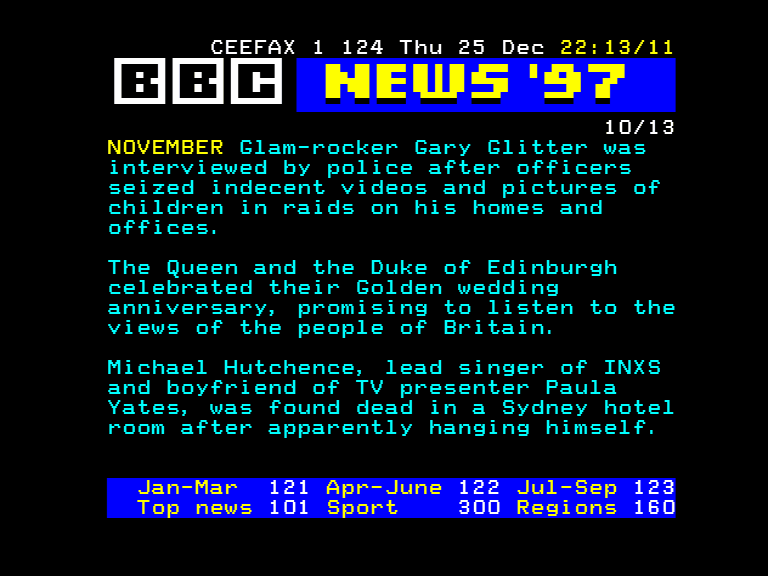 CEEFAX 1 124 Thu 25 Dec 22:13/11
BBC NEWS '97
10/13
NOVEMBER Glam-rocker Gary Glitter was
interviewed by police after officers
seized indecent videos and pictures of
children in raids on his homes and
offices.
The Queen and the Duke of Edinburgh
celebrated their Golden wedding
anniversary, promising to listen to the
views of the people of Britain.
Michael Hutchence, lead singer of INXS
and boyfriend of TV presenter Paula
Yates, was found dead in a Sydney hotel
room after apparently hanging himself.
Jan-Mar 121 Apr-June 122 Jul-Sep 123
Top news 101 Sport 300 Regions 160